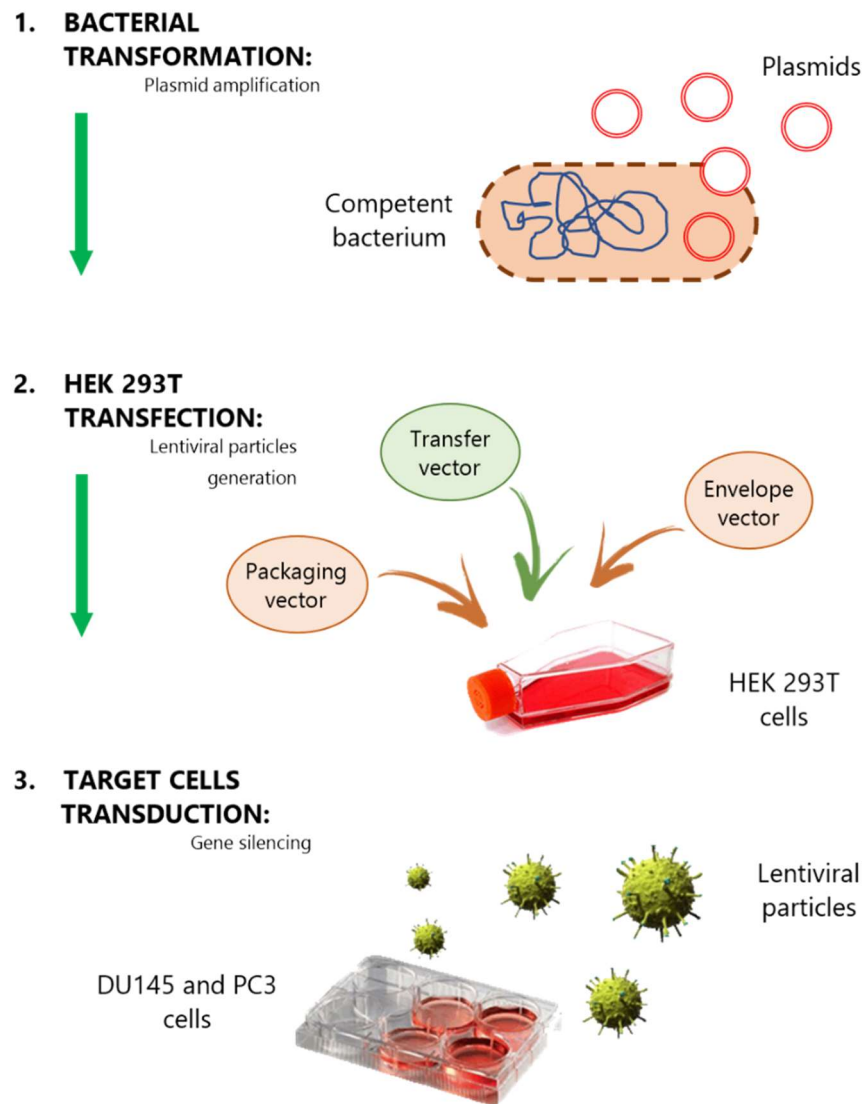 1. BACTERIAL
TRANSFORMATION:
Plasmid amplification
Plasmids
Competent
bacterium
2. HEK 293T
TRANSFECTION:
Lentiviral particles
generation
Transfer
vector
Envelope
vector
Packaging
vector
HEK 293T
cells
3. TARGET CELLS
TRANSDUCTION:
Gene silencing
Lentiviral
particles
DU145 and PC3
cells